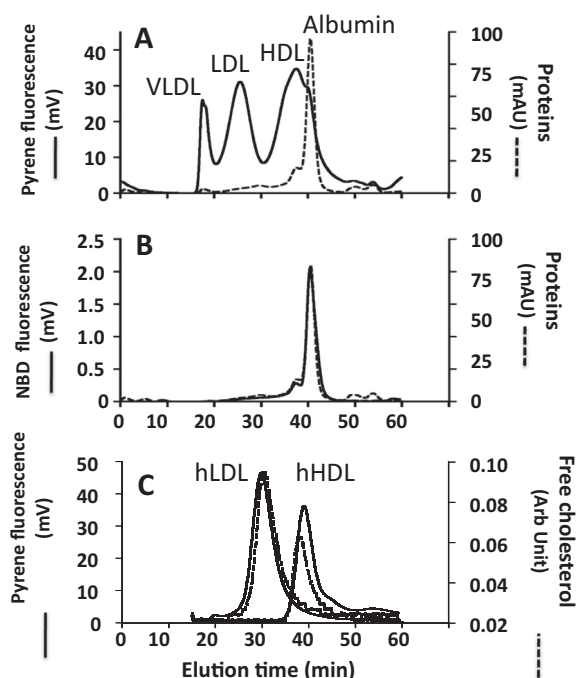 A
VLDL
LDL
HDL
Albumin
Pyrene fluorescence
(mV)
40
30
20
10
0
100
75
50
25
0
Proteins
(mAU)
B
NBD fluorescence
(mV)
2.5
2.0
1.5
1.0
0.5
0.0
100
75
50
25
0
Proteins
(mAU)
0 10 20 30 40 50 60
C
hLDL
hHDL
Pyrene fluorescence
(mV)
50
40
30
20
10
0
0.10
0.08
0.06
0.04
0.02
Free cholesterol
(Arb Unit)
0 10 20 30 40 50 60
Elution time (min)